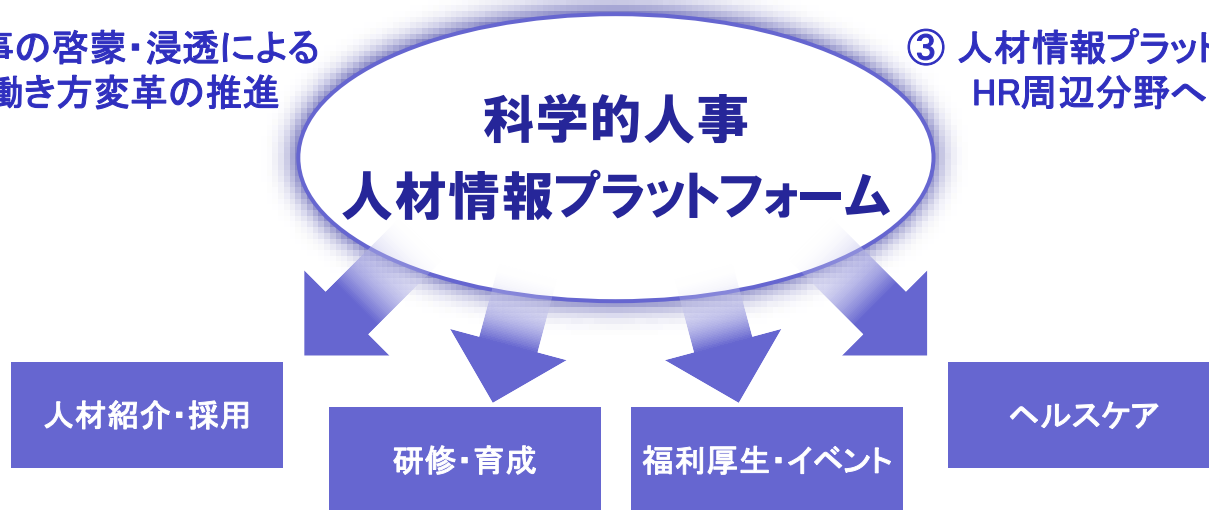 事の啓蒙・浸透による
働き方変革の推進
③ 人材情報プラット
HR周辺分野へ
科学的人事
人材情報プラットフォーム
人材紹介・採用
研修・育成
福利厚生・イベント
ヘルスケア